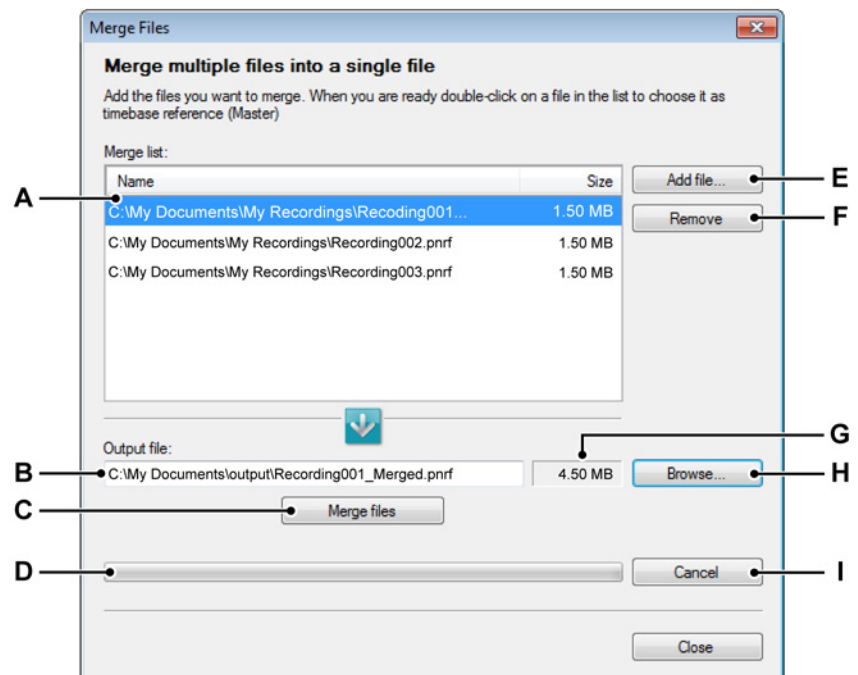 Merge Files
Merge multiple files into a single file
Add the files you want to merge. When you are ready double-click on a file in the list to choose it as
timebase reference (Master)
Merge list:
Name Size
A
C:\My Documents\My Recordings\Recoding001... 1.50 MB
C:\My Documents\My Recordings\Recording002.pnrf 1.50 MB
C:\My Documents\My Recordings\Recording003.pnrf 1.50 MB
Add file... E
Remove F
Output file:
G
B C:\My Documents\output\Recording001_Merged.pnrf 4.50 MB Browse... H
C Merge files
D Cancel I
Close